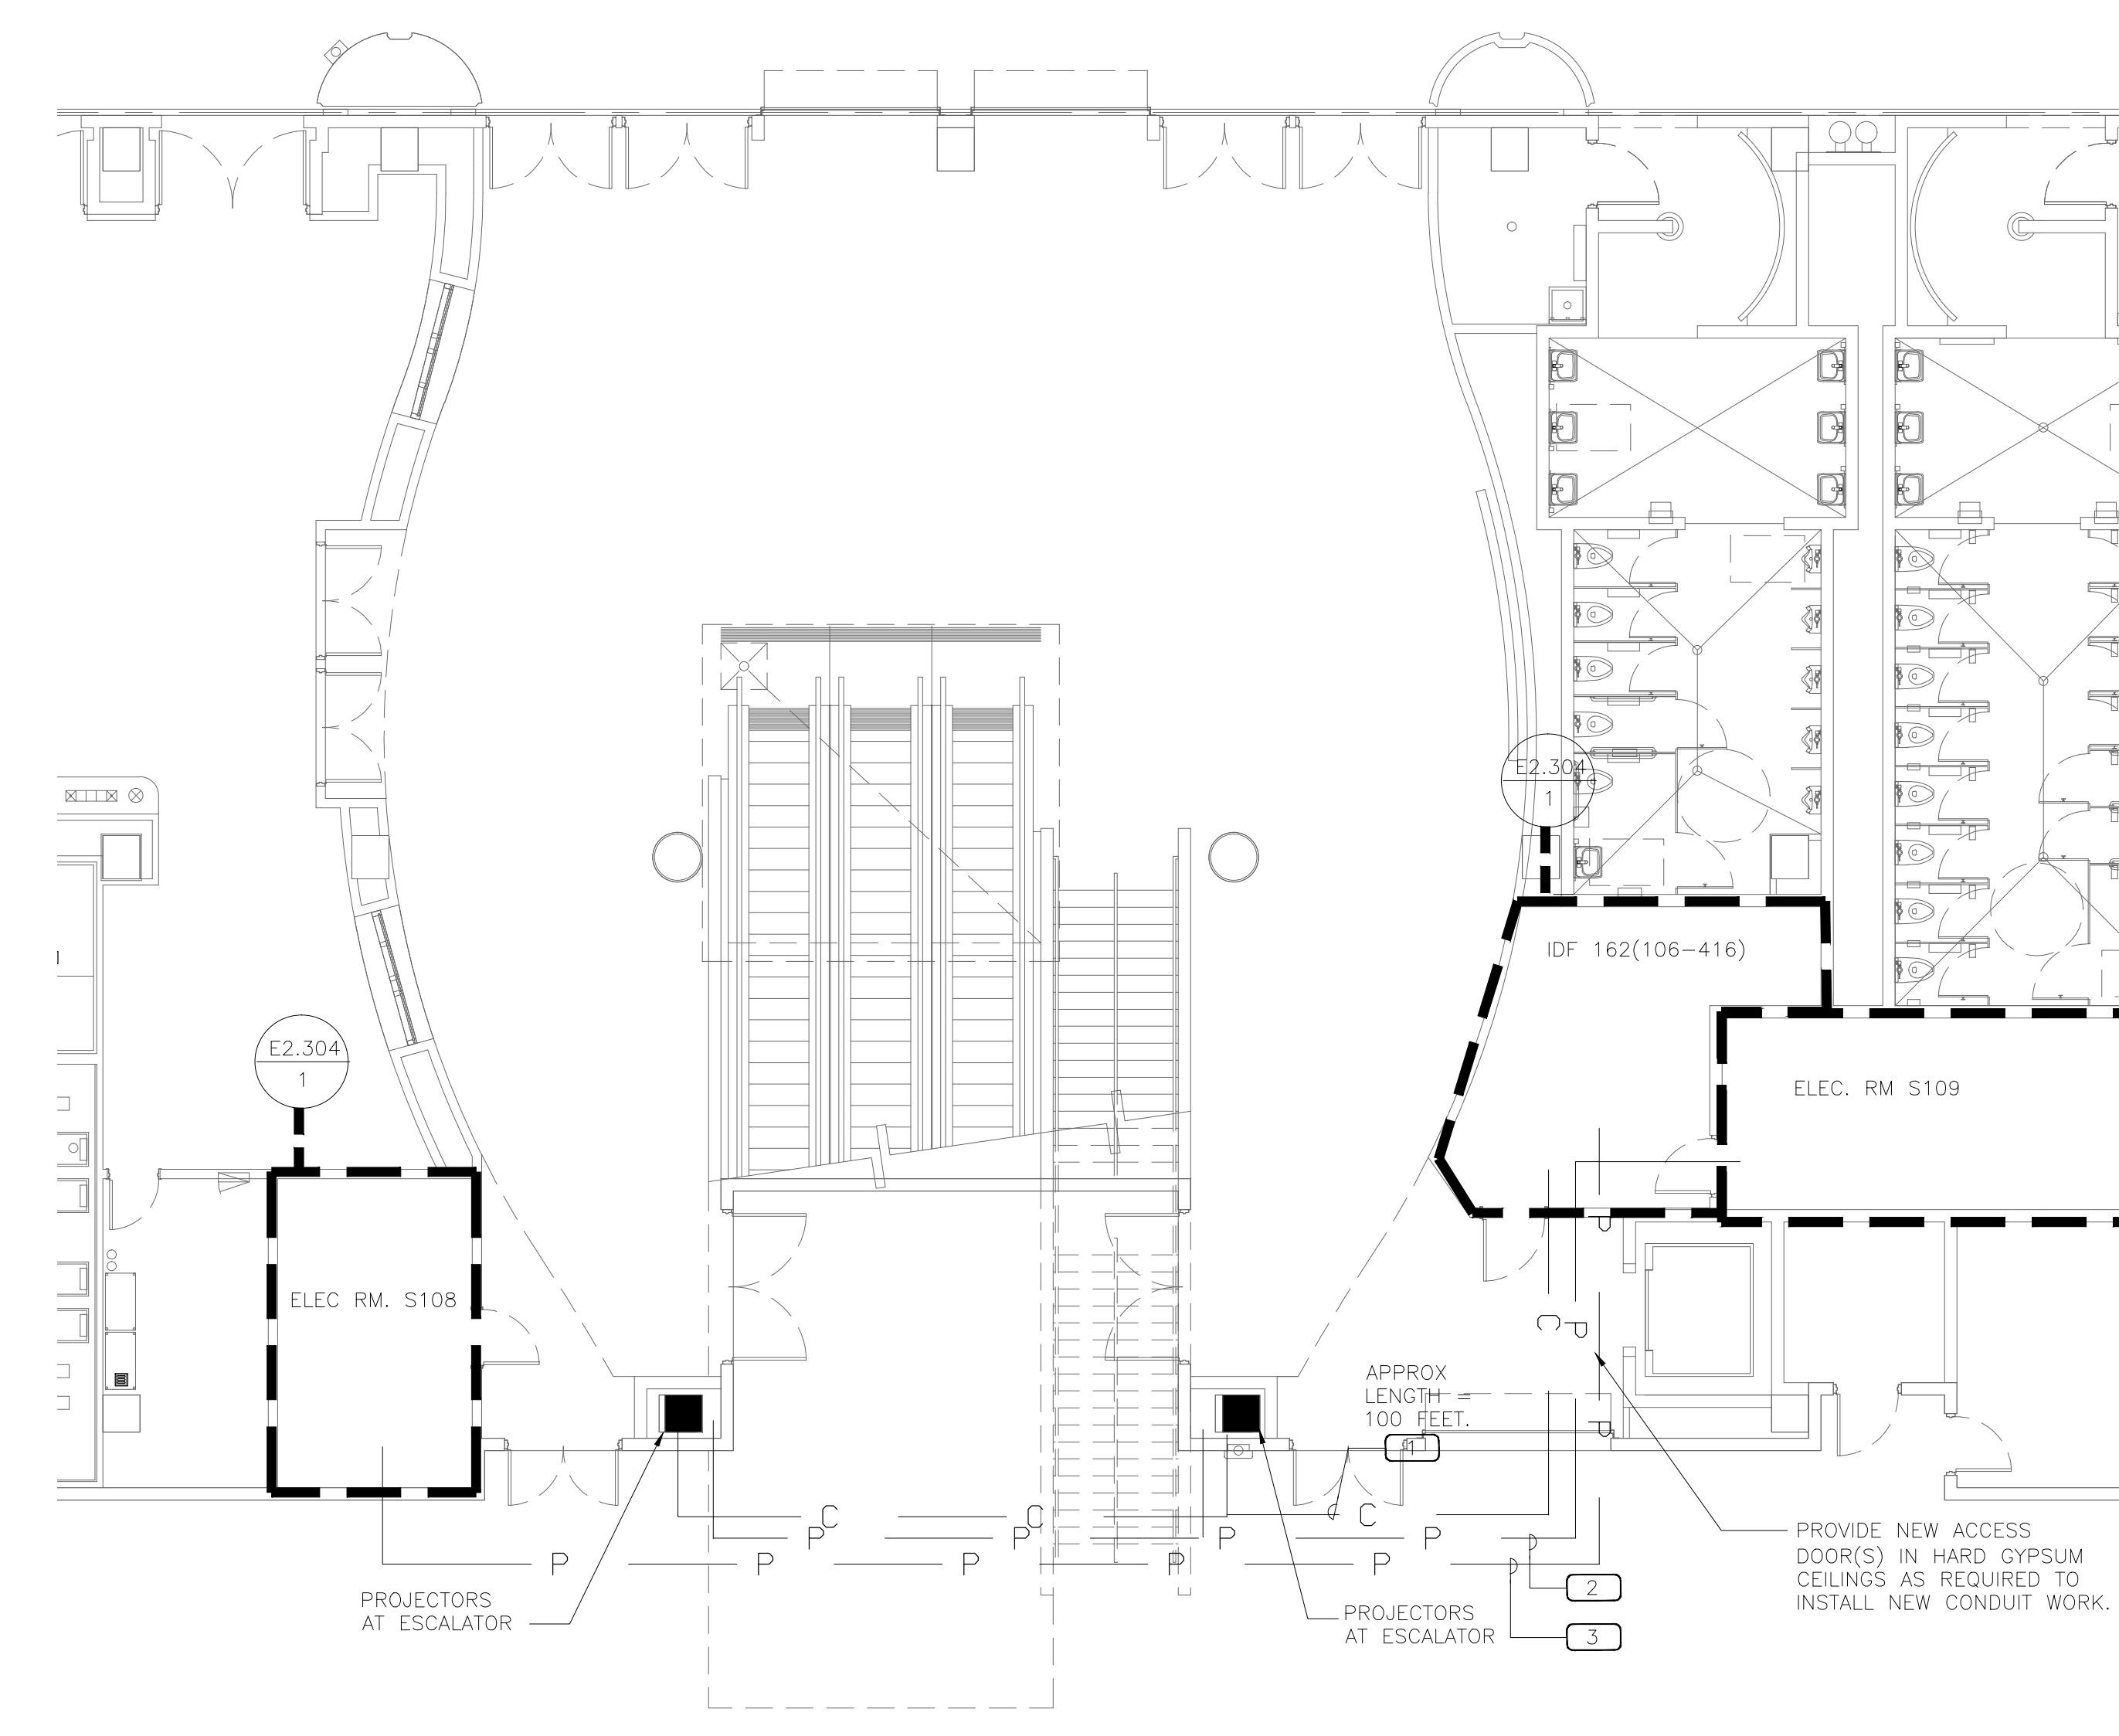 E2.304
1
IDF 162(106-416)
E2.304
1
ELEC. RM S109
P
ELEC RM. S108
C
P
APPROX
LENGTH =
100 FEET.
P
1
C C C
P P P P
P P P P P
PROVIDE NEW ACCESS
DOOR(S) IN HARD GYPSUM
CEILINGS AS REQUIRED TO
INSTALL NEW CONDUIT WORK.
2
PROJECTORS
AT ESCALATOR
PROJECTORS
AT ESCALATOR
3